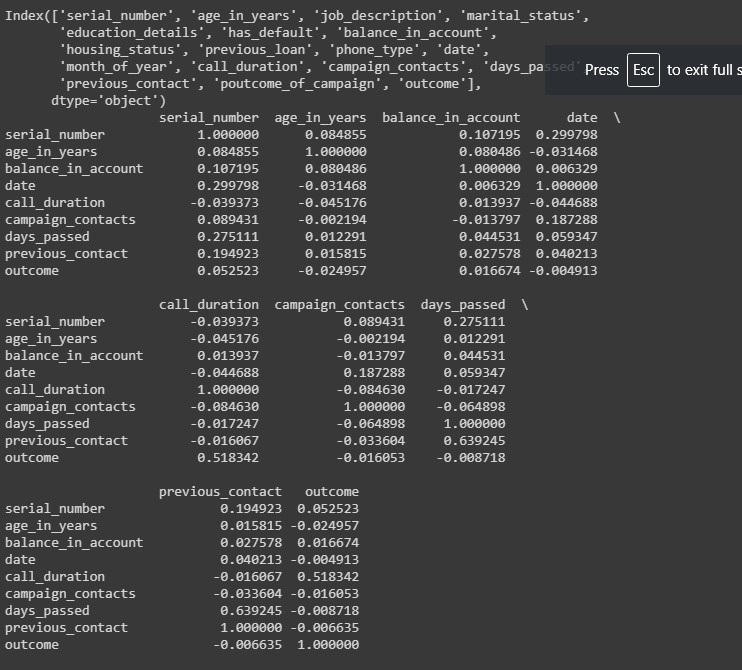 Index(['serial_number', 'age_in_years', 'job_description', 'marital_status',
       'education_details', 'has_default', 'balance_in_account',
       'housing_status', 'previous_loan', 'phone_type', 'date',
       'month_of_year', 'call_duration', 'campaign_contacts', 'days_passed'
Press Esc to exit full s
       'previous_contact', 'poutcome_of_campaign', 'outcome'],
      dtype='object')
                    serial_number  age_in_years  balance_in_account      date  \
serial_number            1.000000      0.084855            0.107195  0.299798
age_in_years             0.084855      1.000000            0.080486 -0.031468
balance_in_account       0.107195      0.080486            1.000000  0.006329
date                     0.299798     -0.031468            0.006329  1.000000
call_duration           -0.039373     -0.045176            0.013937 -0.044688
campaign_contacts        0.089431     -0.002194           -0.013797  0.187288
days_passed              0.275111      0.012291            0.044531  0.059347
previous_contact         0.194923      0.015815            0.027578  0.040213
outcome                  0.052523     -0.024957            0.016674 -0.004913
                    call_duration  campaign_contacts  days_passed  \
serial_number           -0.039373           0.089431     0.275111
age_in_years            -0.045176          -0.002194     0.012291
balance_in_account       0.013937          -0.013797     0.044531
date                    -0.044688           0.187288     0.059347
call_duration            1.000000          -0.084630    -0.017247
campaign_contacts       -0.084630           1.000000    -0.064898
days_passed             -0.017247          -0.064898     1.000000
previous_contact        -0.016067          -0.033604     0.639245
outcome                  0.518342          -0.016053    -0.008718
                    previous_contact   outcome
serial_number               0.194923  0.052523
age_in_years                0.015815 -0.024957
balance_in_account          0.027578  0.016674
date                        0.040213 -0.004913
call_duration              -0.016067  0.518342
campaign_contacts          -0.033604 -0.016053
days_passed                 0.639245 -0.008718
previous_contact            1.000000 -0.006635
outcome                    -0.006635  1.000000